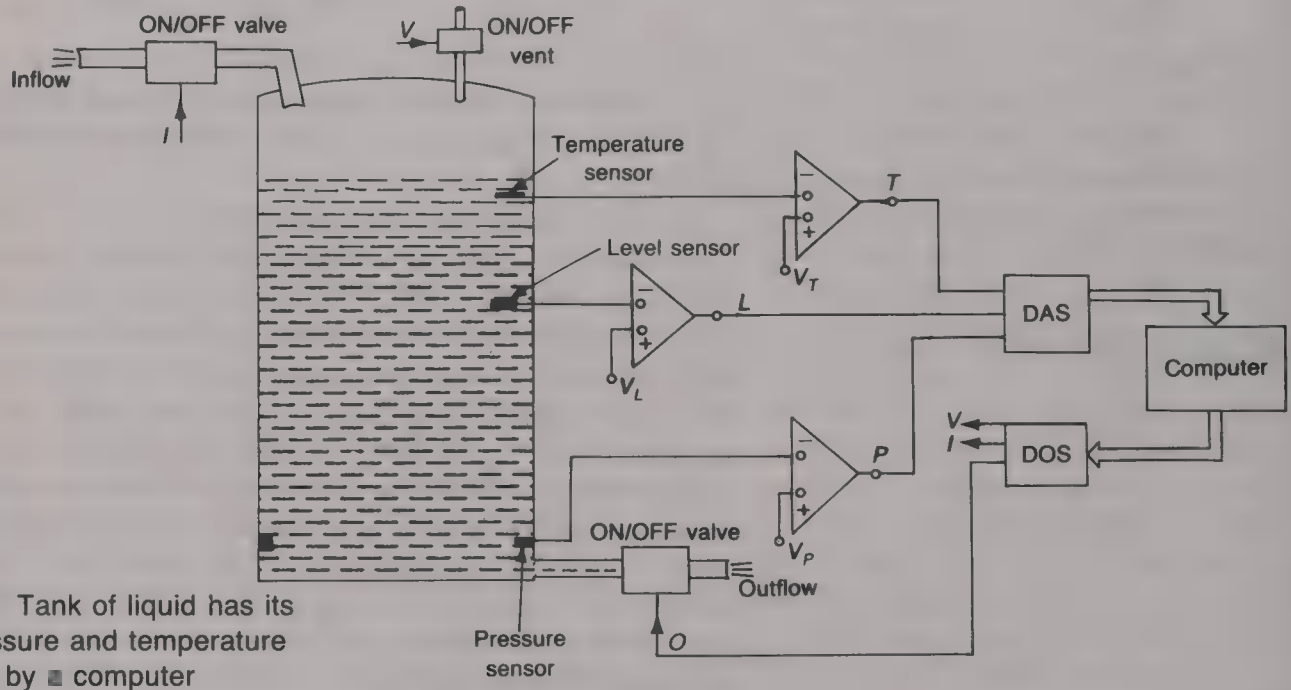 ON/OFF valve
V
ON/OFF
vent
Inflow
I
Temperature
sensor
−
+
T
V_T
Level sensor
−
+
L
V_L
DAS
Computer
V
I
DOS
−
+
P
V_P
ON/OFF valve
Outflow
O
Pressure
sensor
Tank of liquid has its
ssure and temperature
by a computer